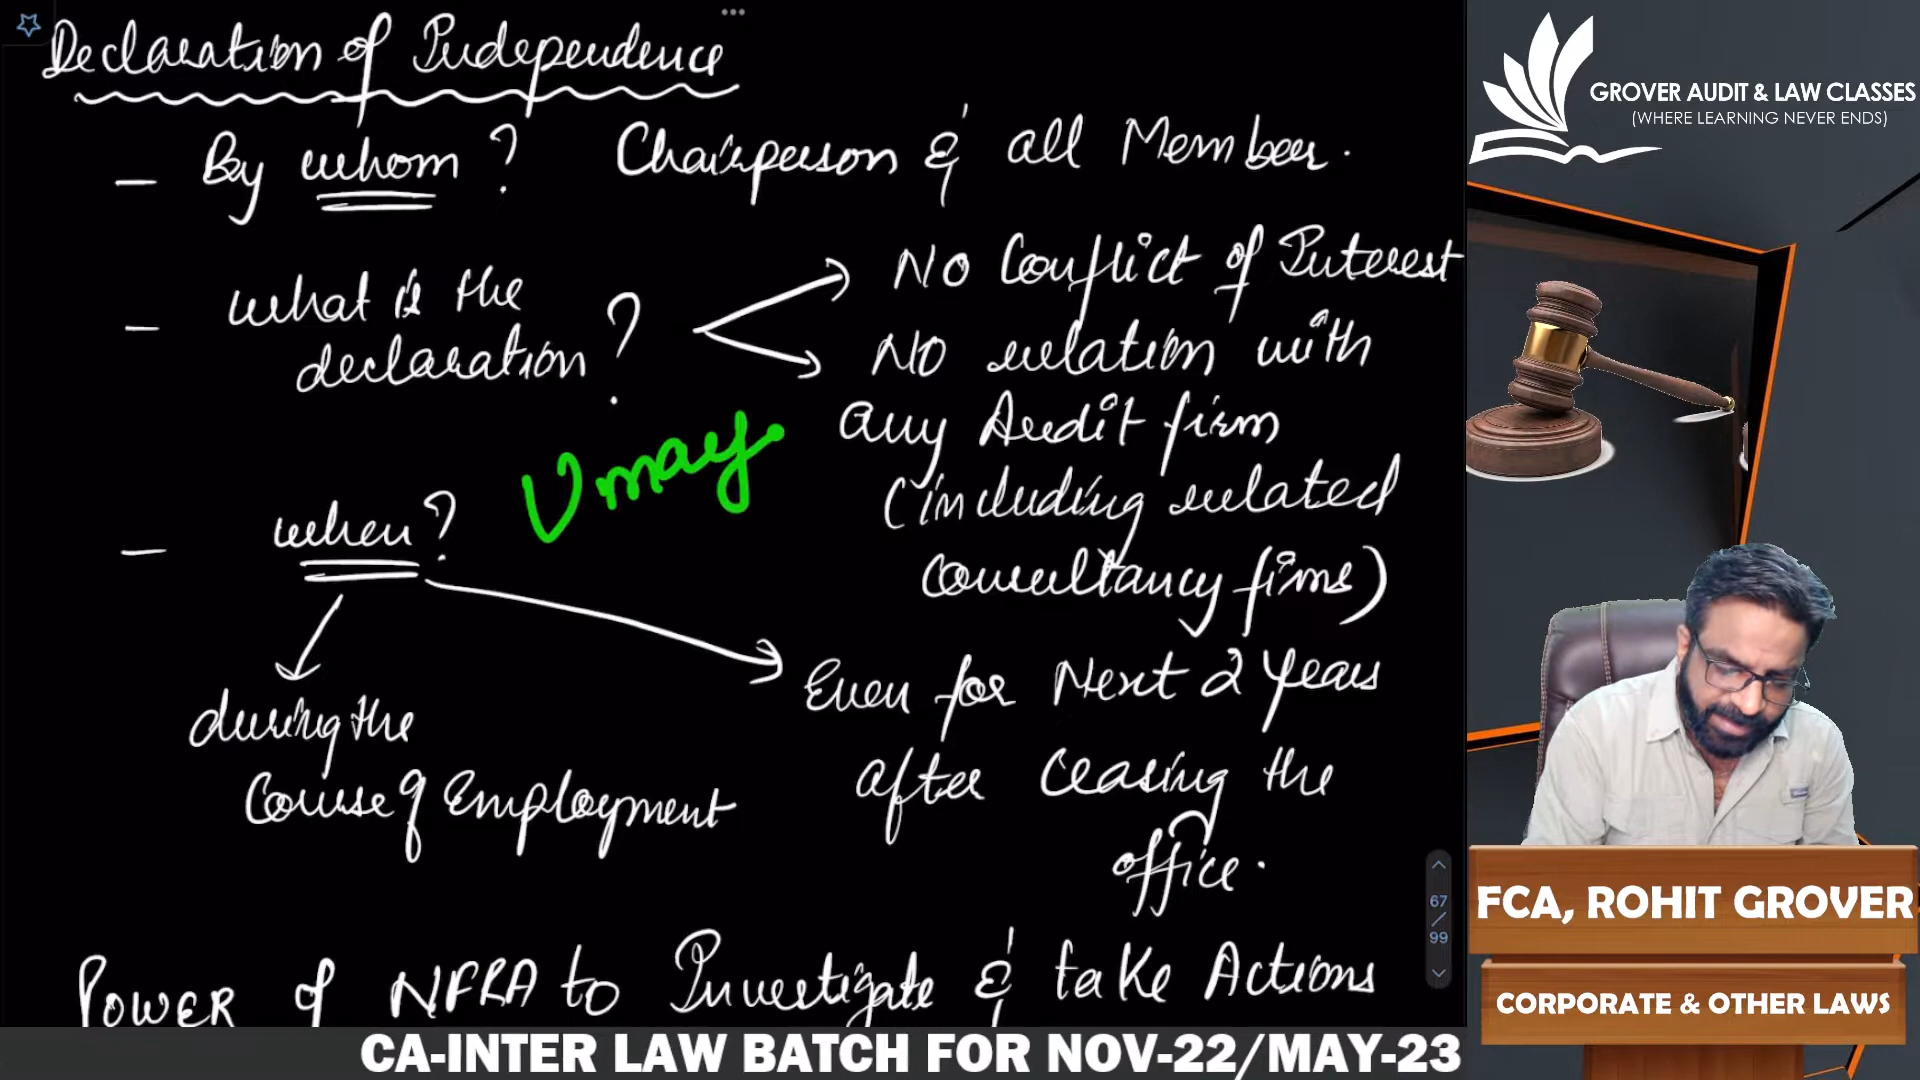 Declaration of Independence
- By whom ? Chairperson & all Member.
- what is the declaration ?
No Conflict of Interest
No relation with any Audit firm (including related consultancy firms)
Vmay.
- when ?
during the Course of Employment
Even for Next 2 Years after ceasing the office.
Power of NFRA to Investigate & take Actions
67
/
99
GROVER AUDIT & LAW CLASSES
(WHERE LEARNING NEVER ENDS)
FCA, ROHIT GROVER
CORPORATE & OTHER LAWS
CA-INTER LAW BATCH FOR NOV-22/MAY-23